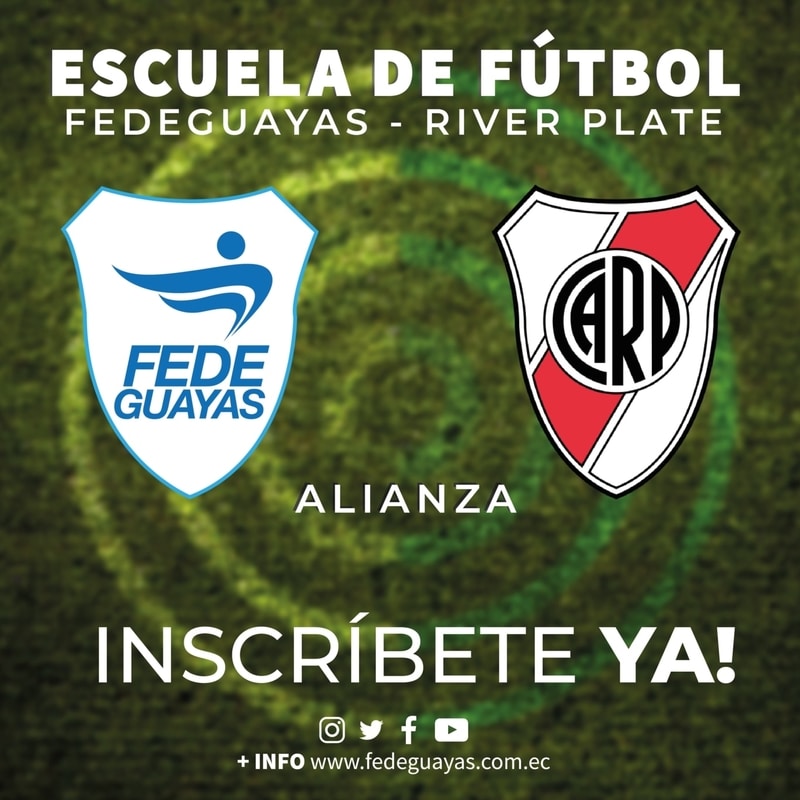 ESCUELA DE FÚTBOL
FEDEGUAYAS - RIVER PLATE
FEDE
GUAYAS
CARP
ALIANZA
INSCRÍBETE YA!
+ INFO www.fedeguayas.com.ec